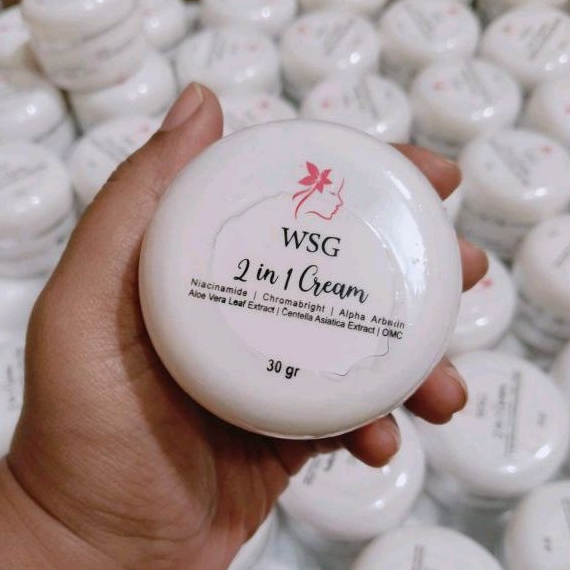 WSG
2 in 1 Cream
Niacinamide | Chromabright | Alpha Arbutin
Aloe Vera Leaf Extract | Centella Asiatica Extract | OMC
30 gr